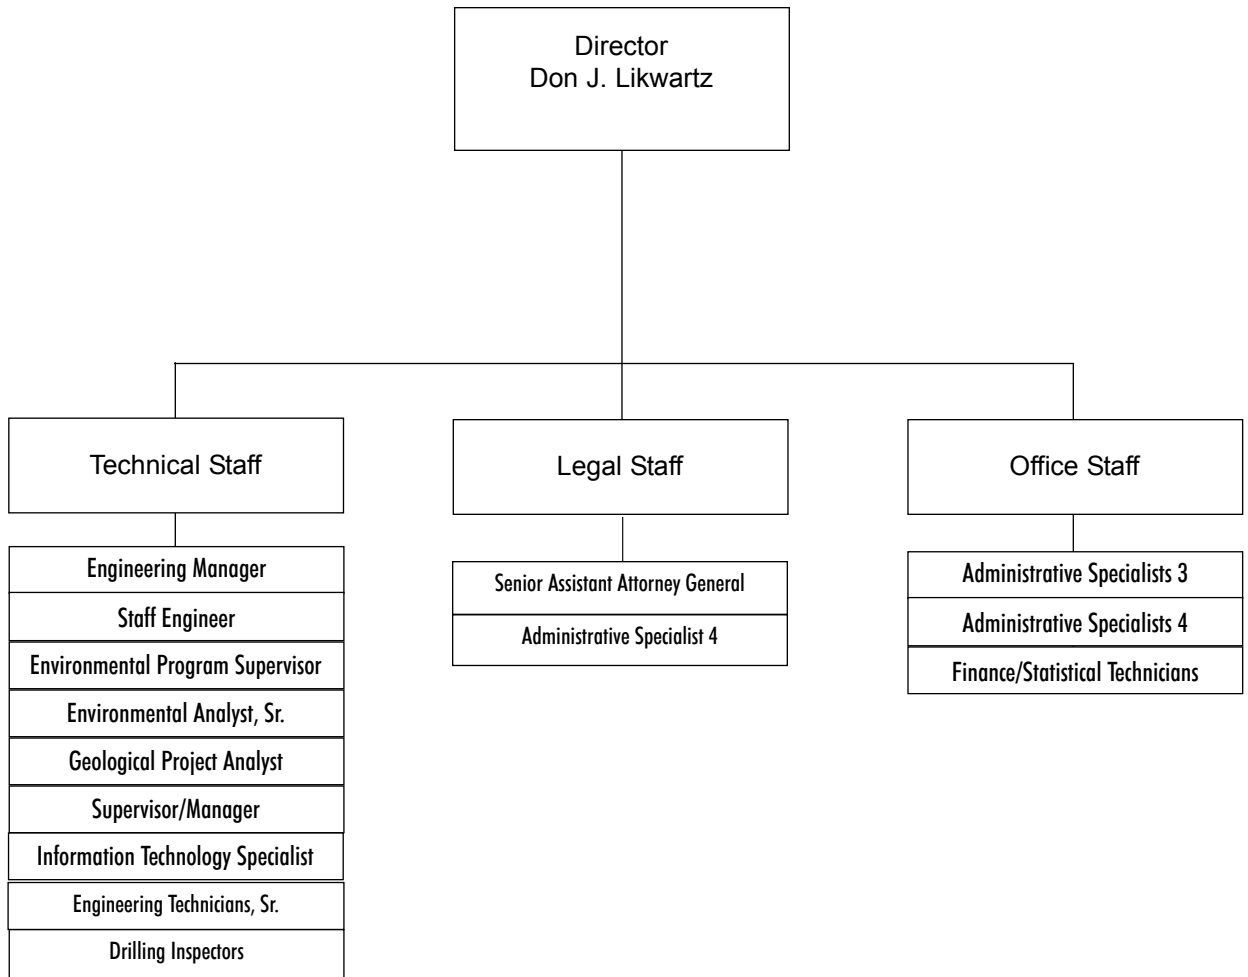 Director
Don J. Likwartz
Technical Staff
Engineering Manager
Staff Engineer
Environmental Program Supervisor
Environmental Analyst, Sr.
Geological Project Analyst
Supervisor/Manager
Information Technology Specialist
Engineering Technicians, Sr.
Drilling Inspectors
Legal Staff
Senior Assistant Attorney General
Administrative Specialist 4
Office Staff
Administrative Specialists 3
Administrative Specialists 4
Finance/Statistical Technicians